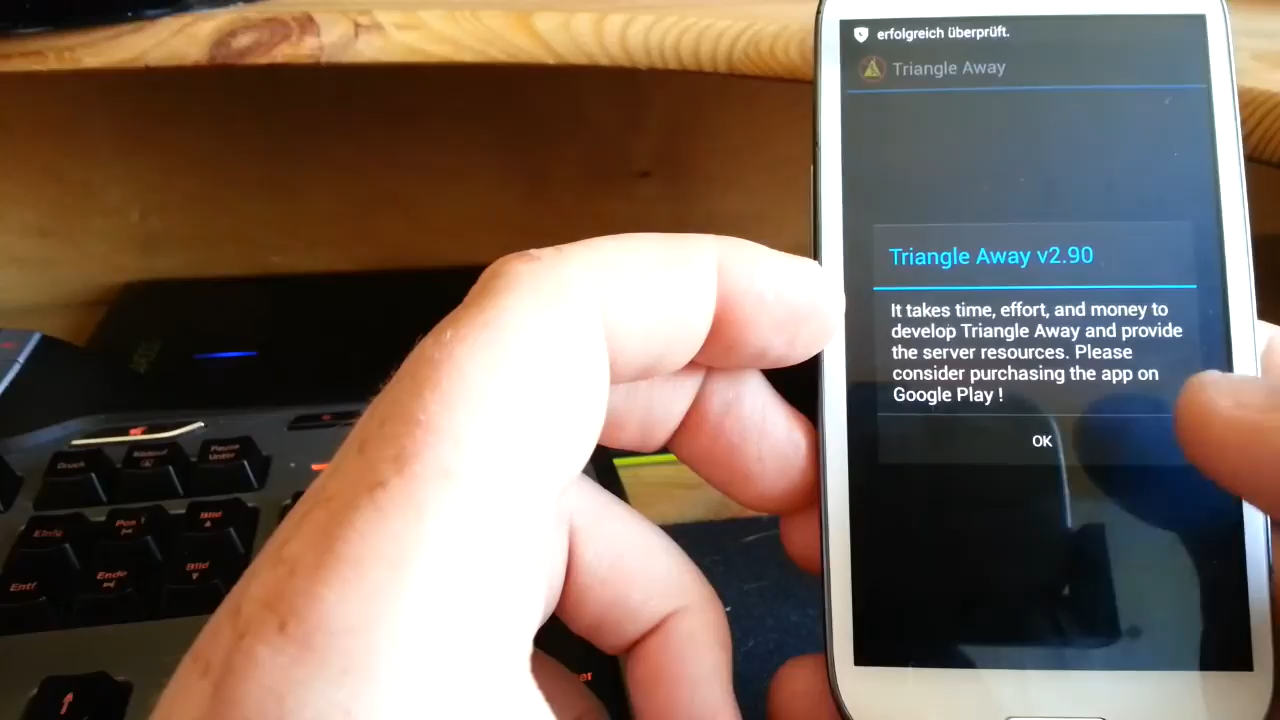 erfolgreich überprüft.
Triangle Away
Triangle Away v2.90
It takes time, effort, and money to
develop Triangle Away and provide
the server resources. Please
consider purchasing the app on
Google Play !
OK
Druck
Pause
Untbr
Einfg
Pos 1
Bild
Entf
Ende
Bild